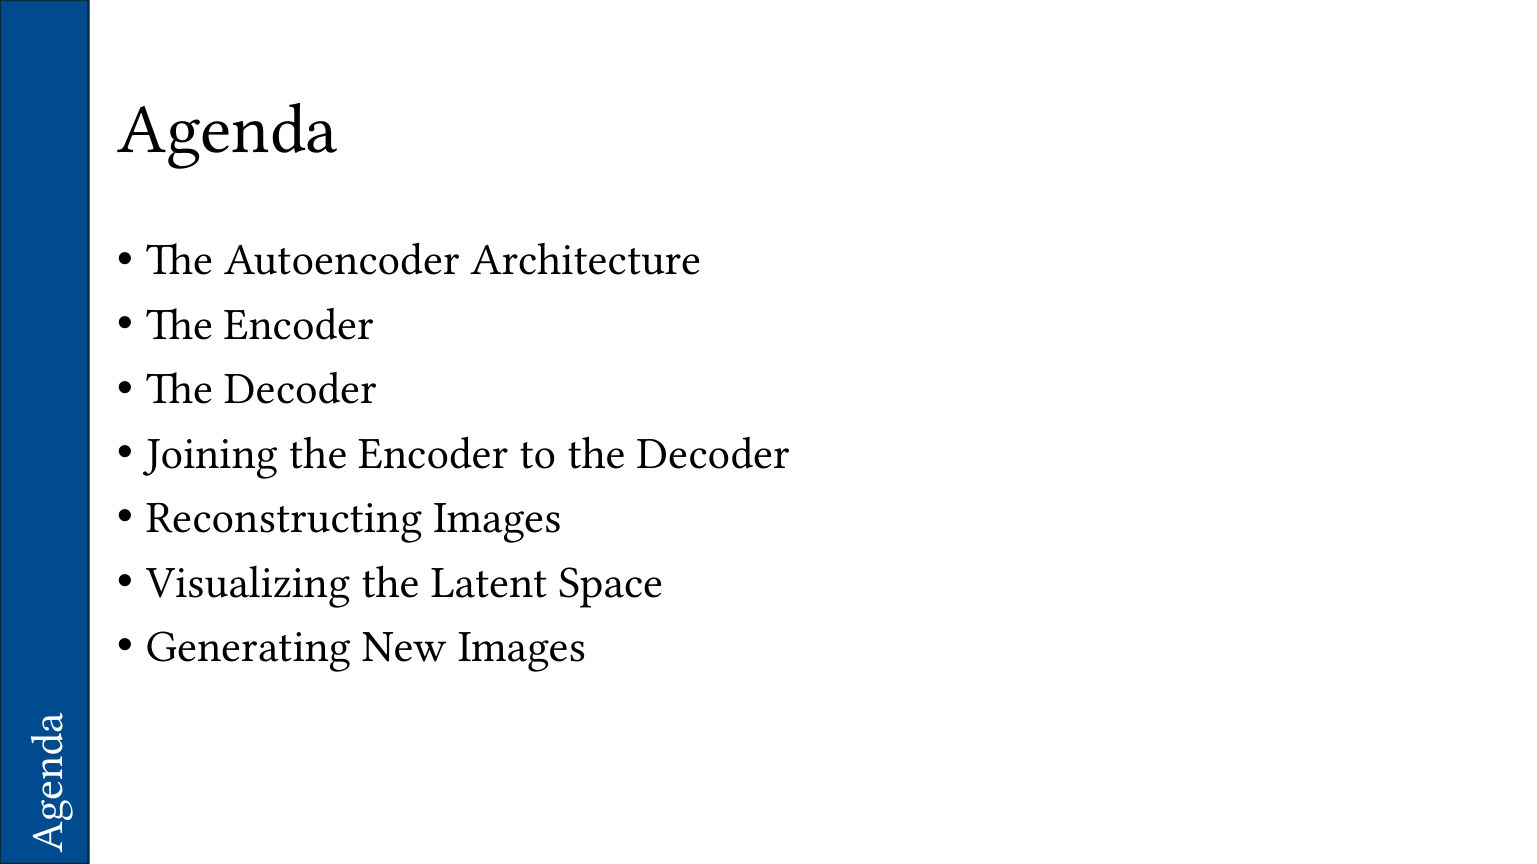 Agenda
• The Autoencoder Architecture
• The Encoder
• The Decoder
• Joining the Encoder to the Decoder
• Reconstructing Images
• Visualizing the Latent Space
• Generating New Images
Agenda